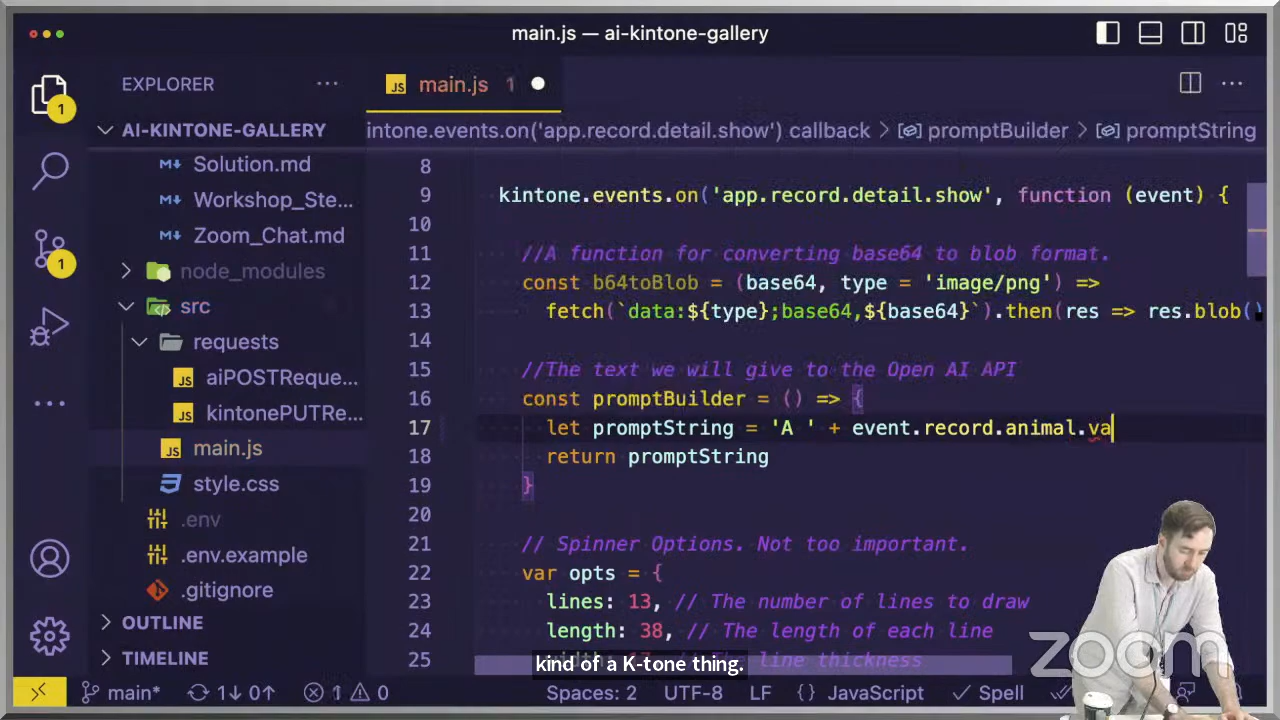 main.js — ai-kintone-gallery
EXPLORER
main.js 1
AI-KINTONE-GALLERY
intone.events.on('app.record.detail.show') callback > promptBuilder > promptString
Solution.md
Workshop_Ste...
Zoom_Chat.md
node_modules
src
requests
aiPOSTReque...
kintonePUTRe...
main.js
style.css
.env
.env.example
.gitignore
OUTLINE
TIMELINE
1
1
8
9 kintone.events.on('app.record.detail.show', function (event) {
10
11 //A function for converting base64 to blob format.
12 const b64toBlob = (base64, type = 'image/png') =>
13 fetch(`data:${type};base64,${base64}`).then(res => res.blob()
14
15 //The text we will give to the Open AI API
16 const promptBuilder = () => {
17 let promptString = 'A ' + event.record.animal.va
18 return promptString
19 }
20
21 // Spinner Options. Not too important.
22 var opts = {
23 lines: 13, // The number of lines to draw
24 length: 38, // The length of each line
25 width: 17, // The line thickness
kind of a K-tone thing.
zoom
main* 1↓ 0↑ 1 0 Spaces: 2 UTF-8 LF {} JavaScript Spell